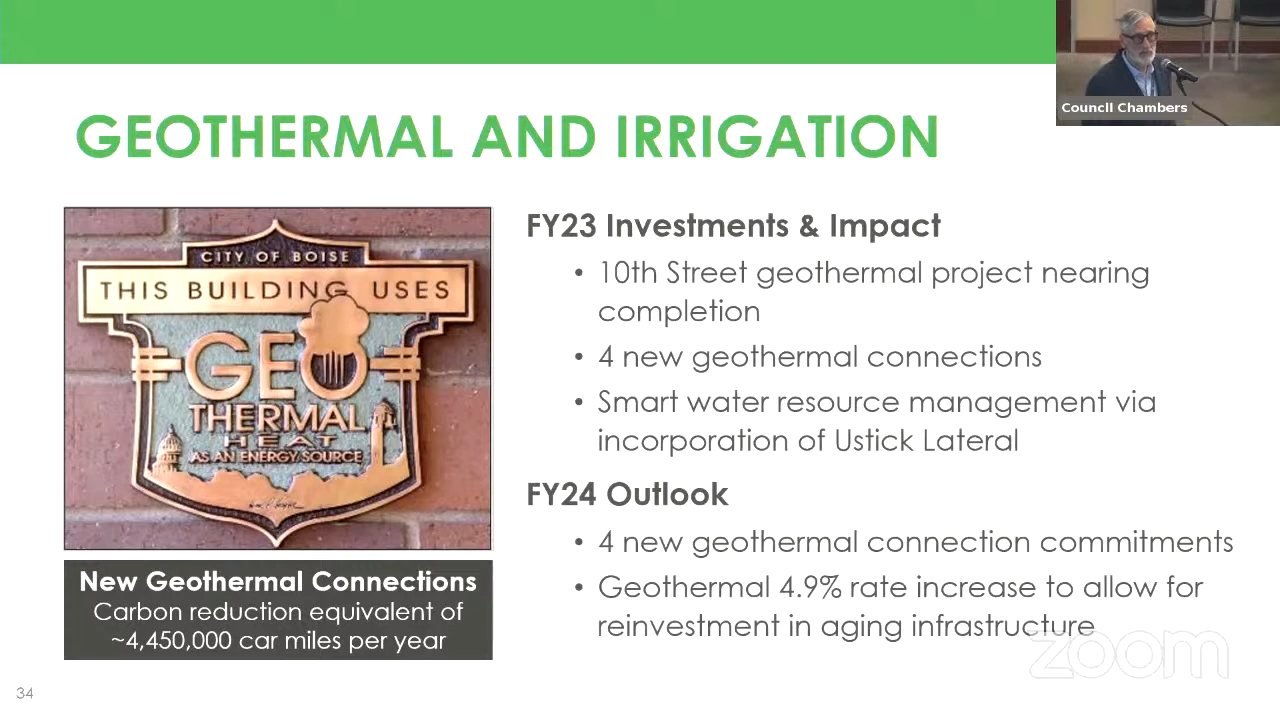 Council Chambers
GEOTHERMAL AND IRRIGATION
CITY OF BOISE
THIS BUILDING USES
GEO
THERMAL
HEAT
AS AN ENERGY SOURCE
New Geothermal Connections
Carbon reduction equivalent of
~4,450,000 car miles per year
FY23 Investments & Impact
• 10th Street geothermal project nearing
completion
• 4 new geothermal connections
• Smart water resource management via
incorporation of Ustick Lateral
FY24 Outlook
• 4 new geothermal connection commitments
• Geothermal 4.9% rate increase to allow for
reinvestment in aging infrastructure
zoom
34